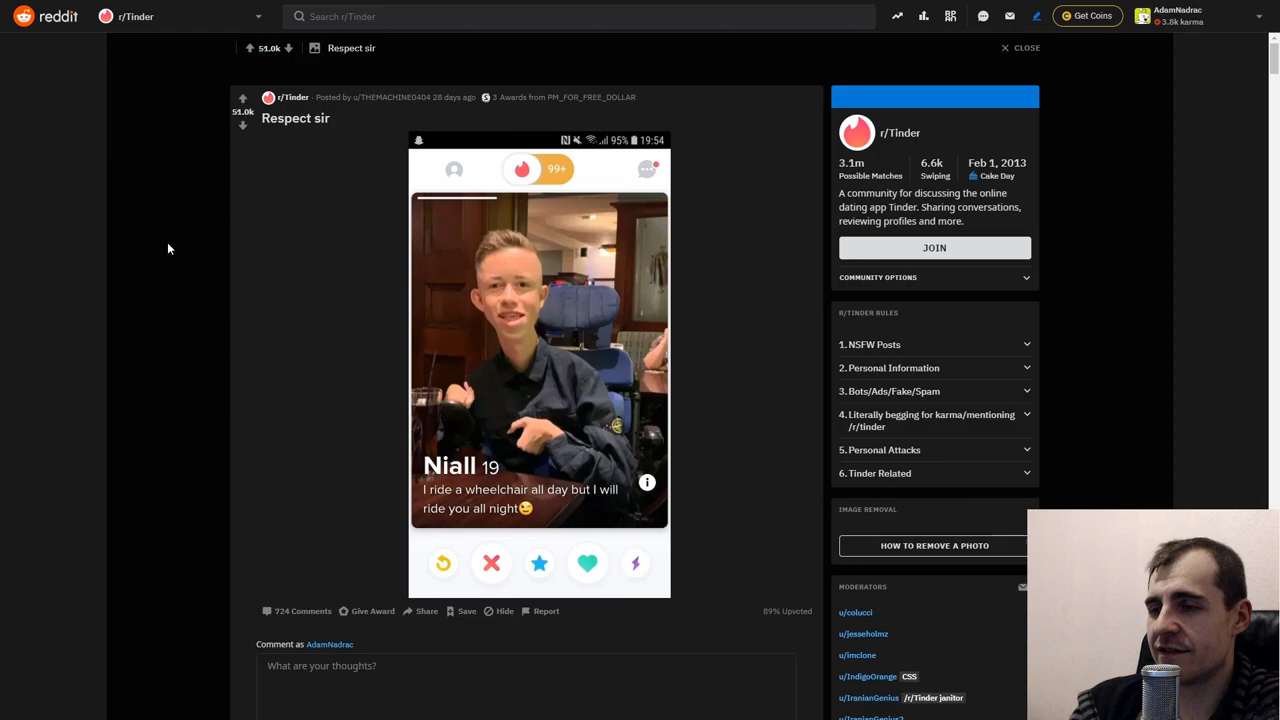 reddit
r/Tinder
Search r/Tinder
Get Coins
AdamNadrac
3.8k karma
51.0k
Respect sir
CLOSE
r/Tinder · Posted by u/THEMACHINE0404 28 days ago
3 Awards from PM_FOR_FREE_DOLLAR
51.0k
Respect sir
95% 19:54
99+
Niall 19
I ride a wheelchair all day but I will
ride you all night😉
724 Comments
Give Award
Share
Save
Hide
Report
89% Upvoted
Comment as AdamNadrac
What are your thoughts?
r/Tinder
3.1m
6.6k
Feb 1, 2013
Possible Matches
Swiping
Cake Day
A community for discussing the online
dating app Tinder. Sharing conversations,
reviewing profiles and more.
JOIN
COMMUNITY OPTIONS
R/TINDER RULES
1. NSFW Posts
2. Personal Information
3. Bots/Ads/Fake/Spam
4. Literally begging for karma/mentioning
/r/tinder
5. Personal Attacks
6. Tinder Related
IMAGE REMOVAL
HOW TO REMOVE A PHOTO
MODERATORS
u/colucci
u/jesseholmz
u/imclone
u/IndigoOrange CSS
u/IranianGenius /r/Tinder janitor
u/IranianGenius2